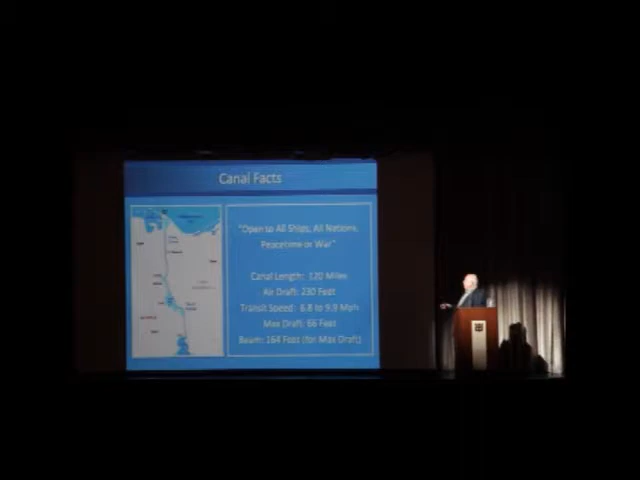 Canal Facts
"Open to All Ships, All Nations,
Peacetime or War"
Canal Length: 120 Miles
Air Draft: 230 Feet
Transit Speed: 6.8 to 9.9 Mph
Max Draft: 66 Feet
Beam: 164 Feet (for Max Draft)